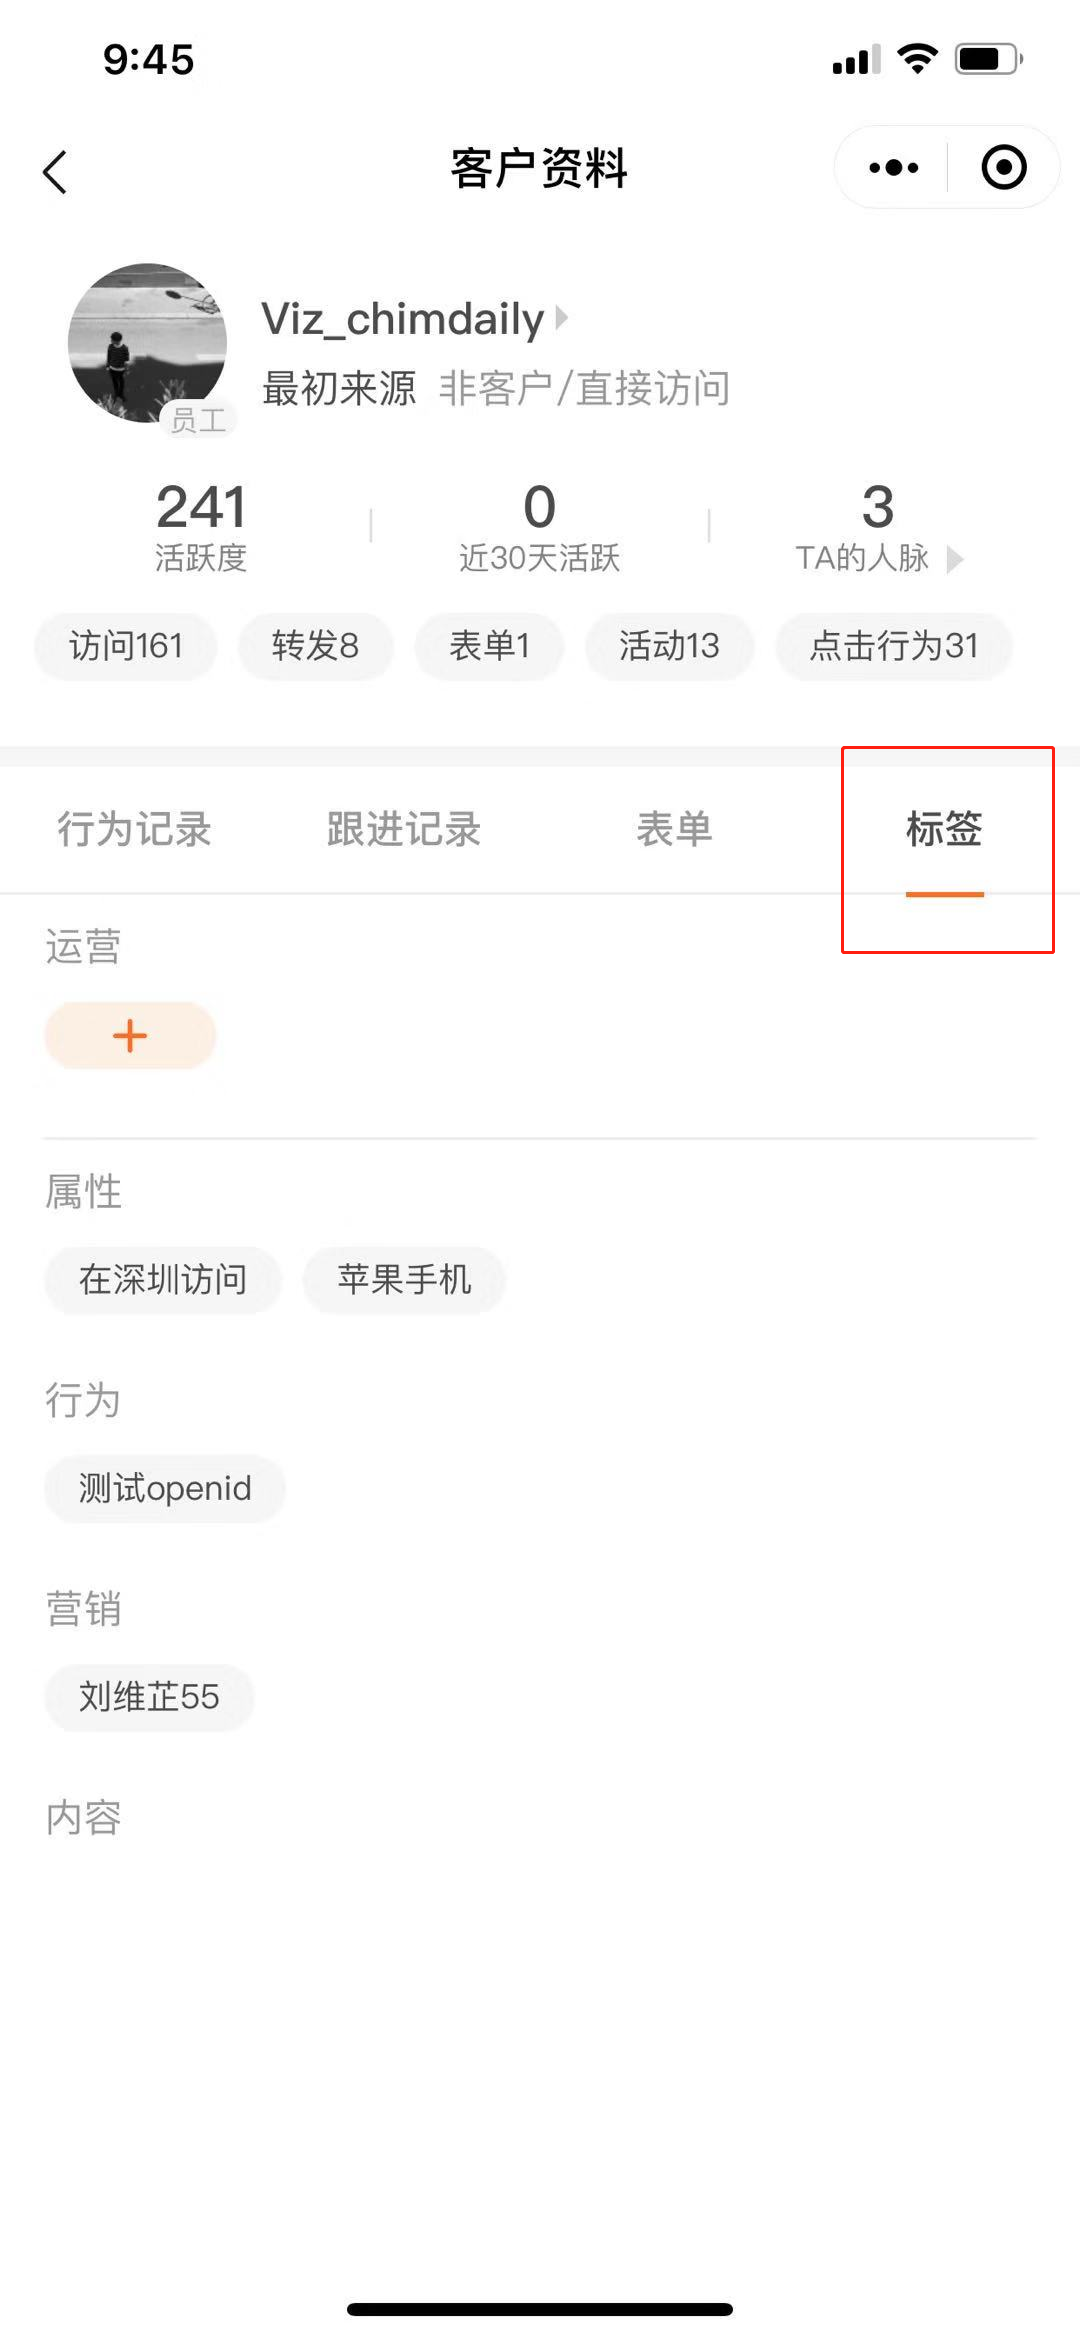 9:45
客户资料
Viz_chimdaily
最初来源 非客户/直接访问
员工
241 0 3
活跃度 近30天活跃 TA的人脉
访问161 转发8 表单1 活动13 点击行为31
行为记录 跟进记录 表单 标签
运营
+
属性
在深圳访问 苹果手机
行为
测试openid
营销
刘维芷55
内容